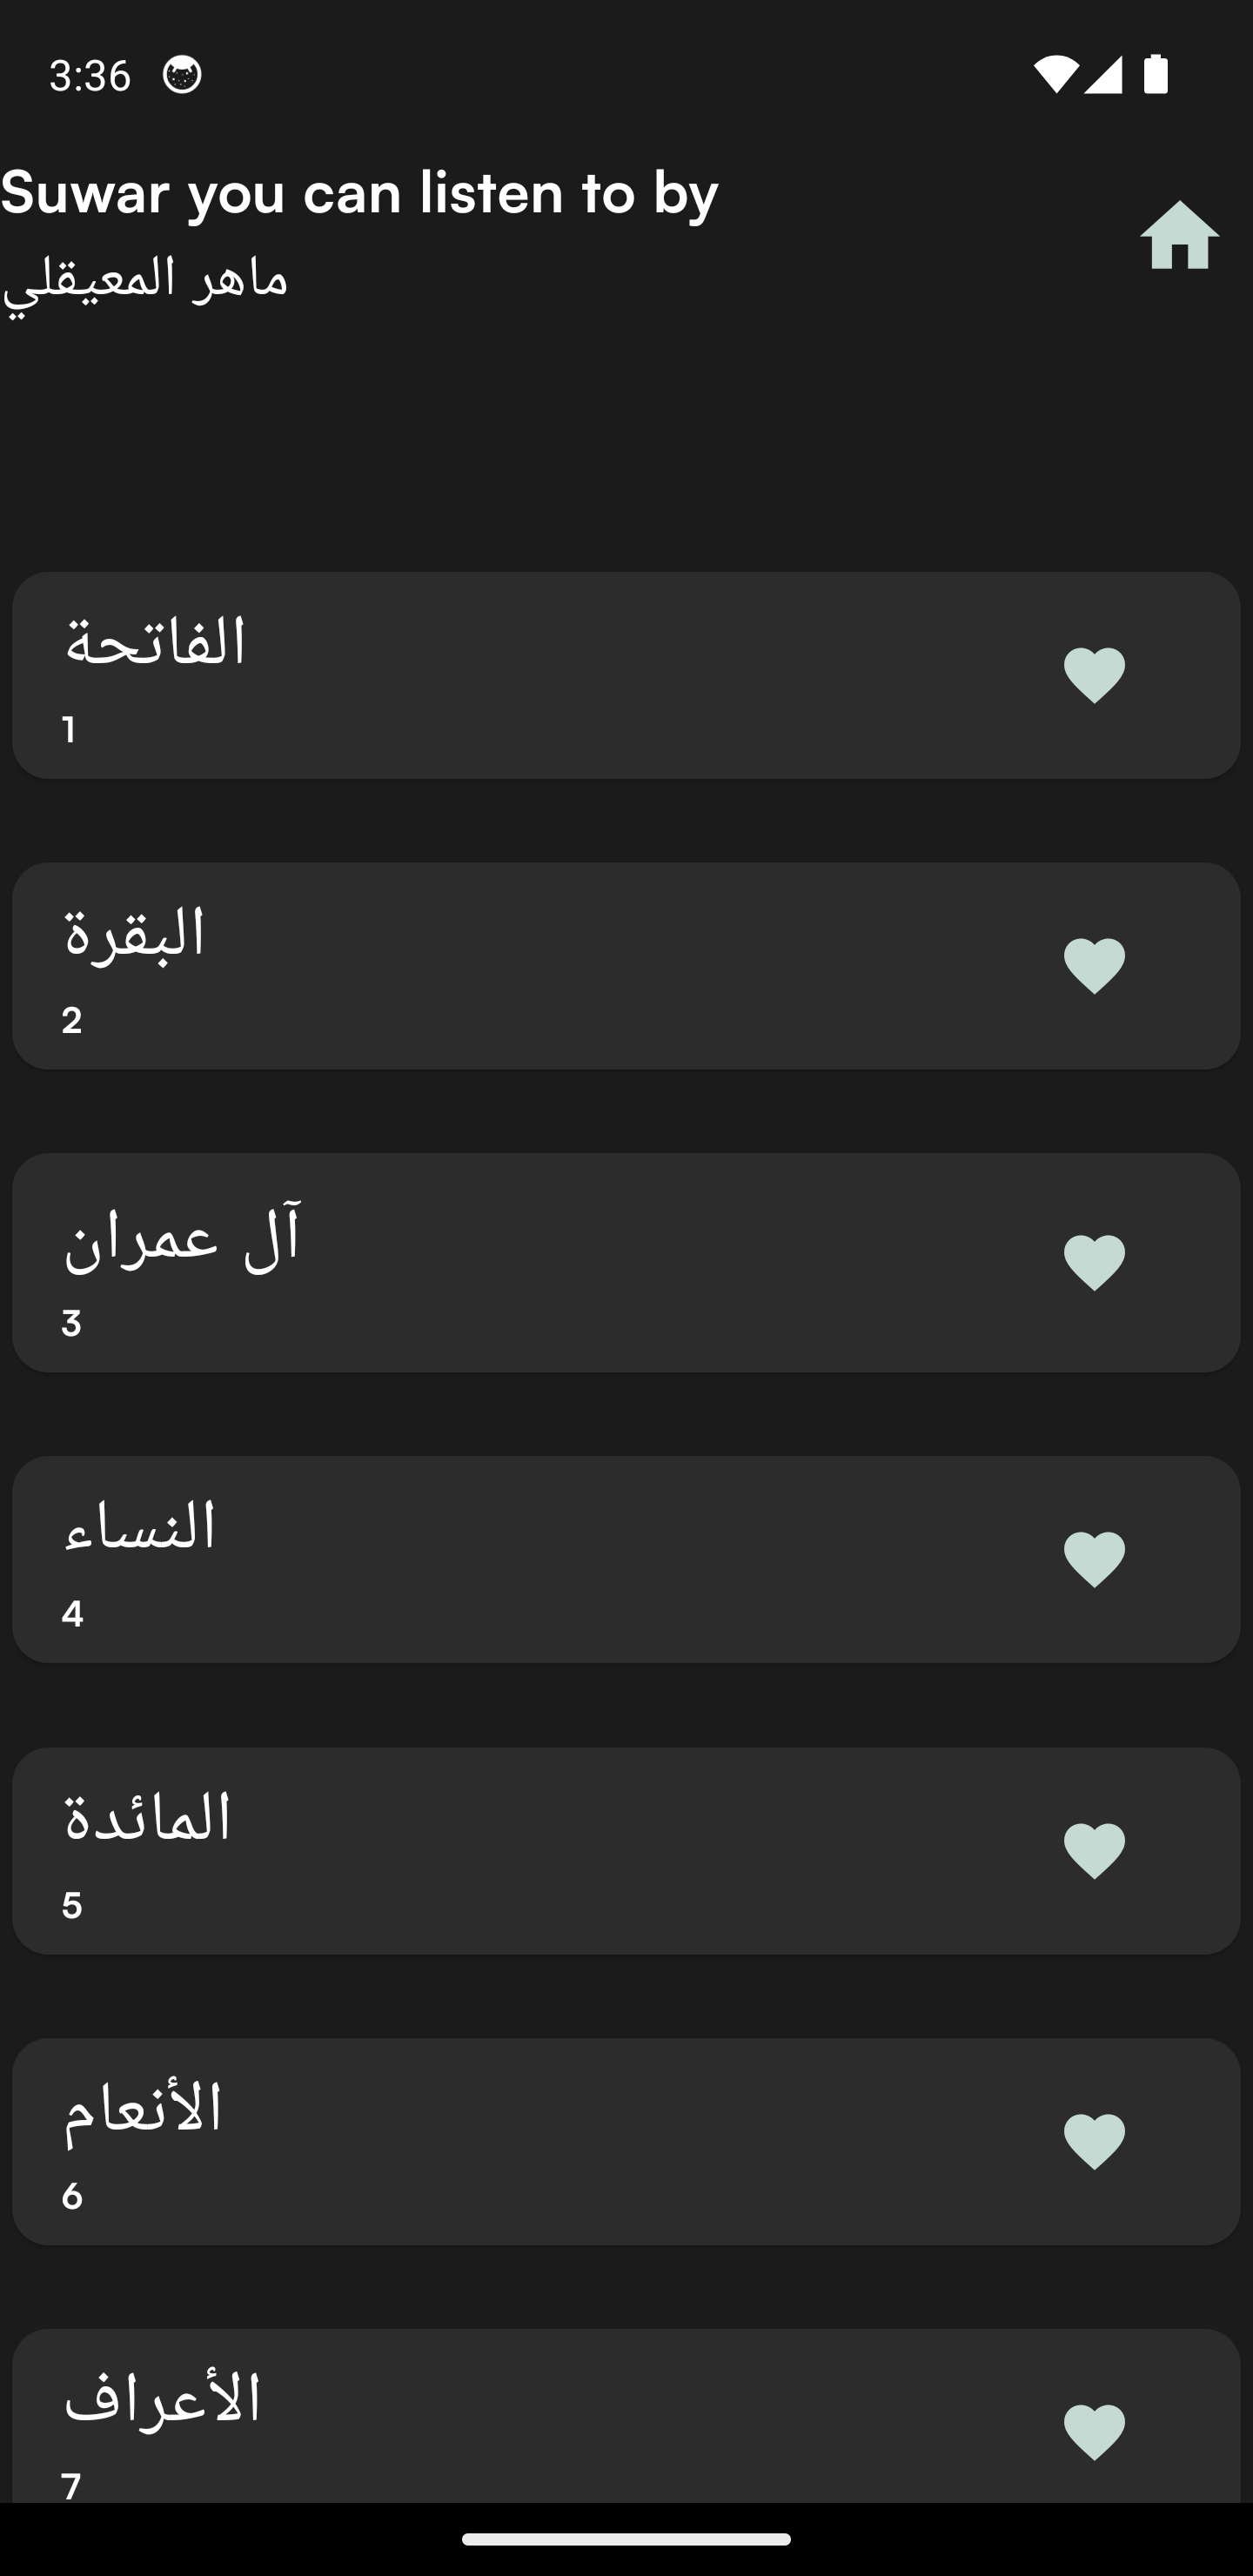 3:36
Suwar you can listen to by
ماهر المعيقلي
الفاتحة
1
البقرة
2
آل عمران
3
النساء
4
المائدة
5
الأنعام
6
الأعراف
7